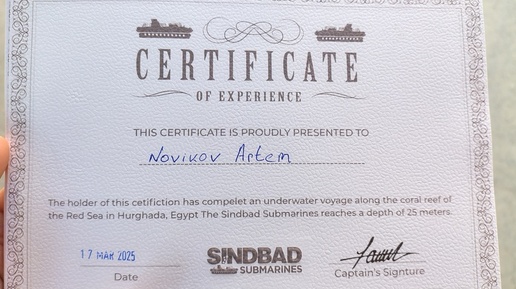 CERTIFICATE
OF EXPERIENCE
THIS CERTIFICATE IS PROUDLY PRESENTED TO
Novikov Artem
The holder of this cetifiction has compelet an underwater voyage along the coral reef of
the Red Sea in Hurghada, Egypt The Sindbad Submarines reaches a depth of 25 meters.
17 MAR 2025
Date
SINDBAD
SUBMARINES
Captain's Signture